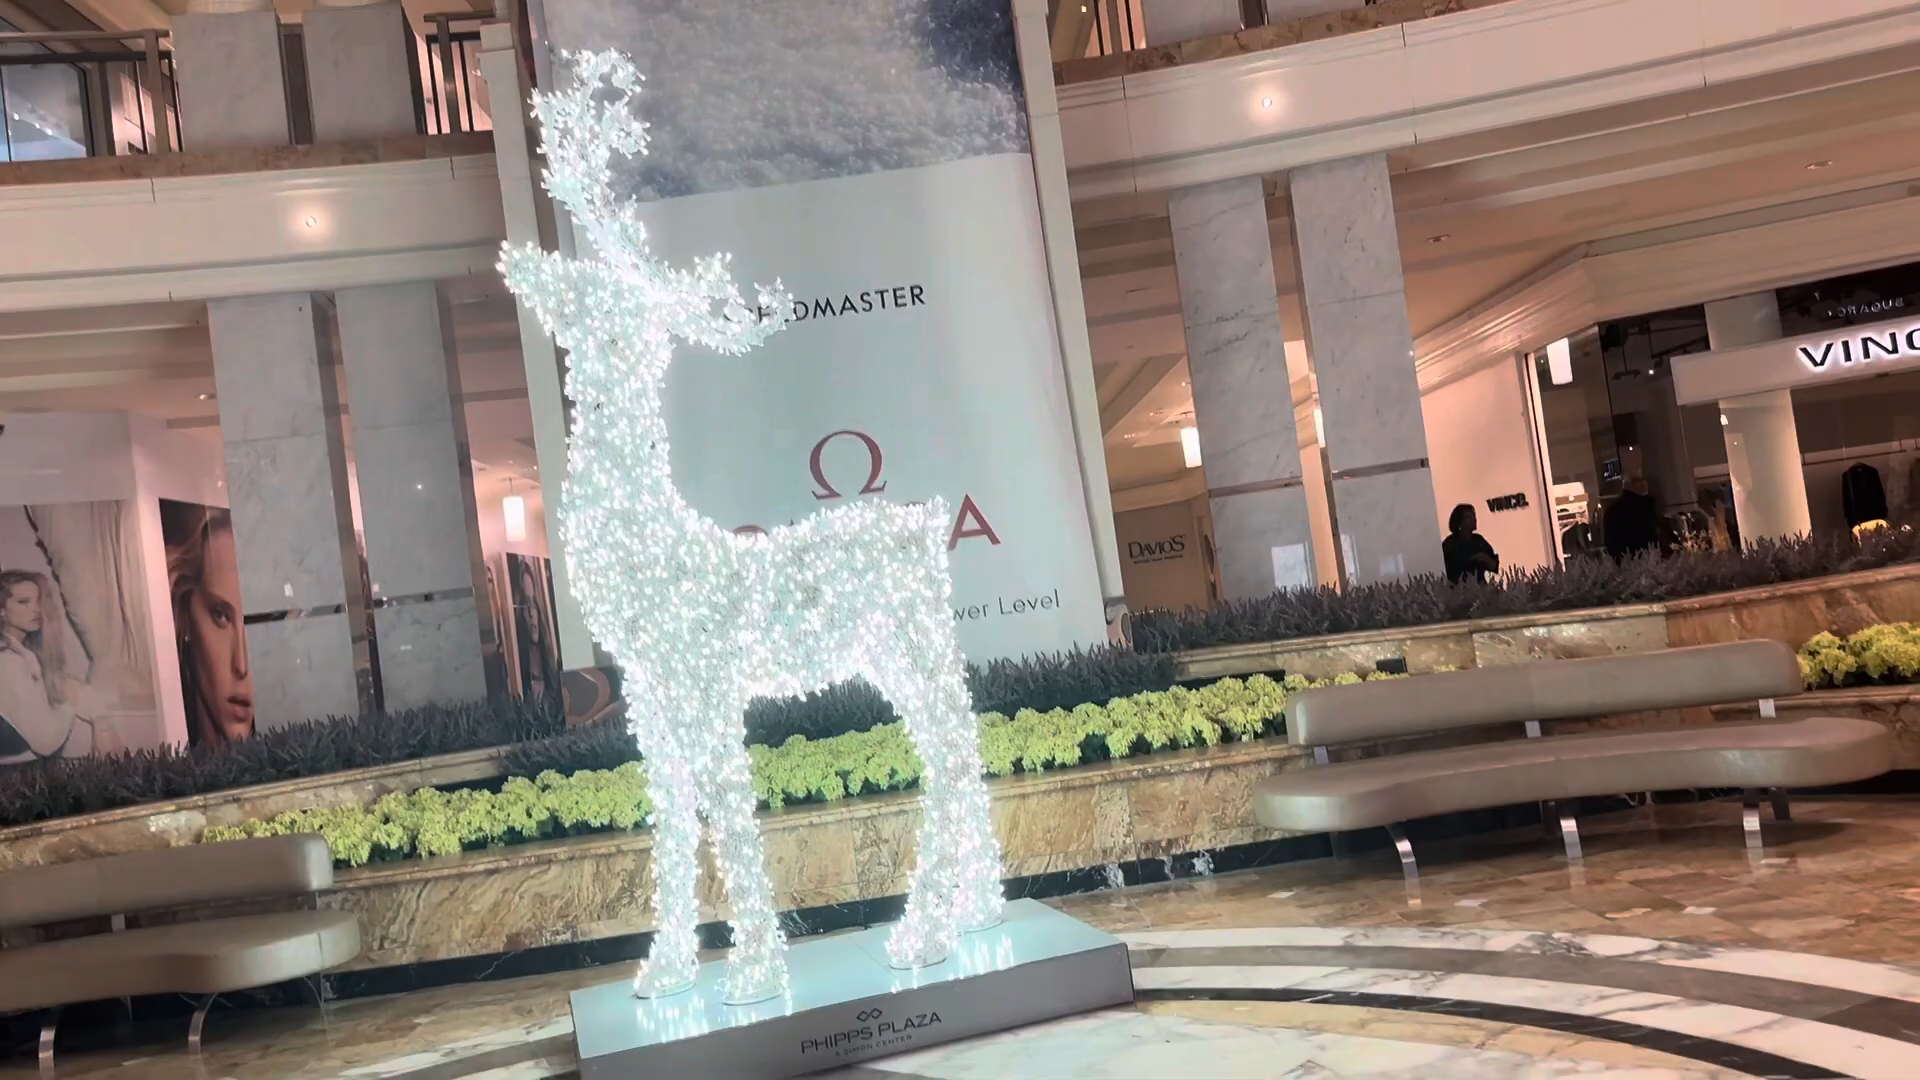 DMASTER
Ω
A
wer Level
DAVIO'S
VINCE.
VINC
PHIPPS PLAZA
A SIMON CENTER